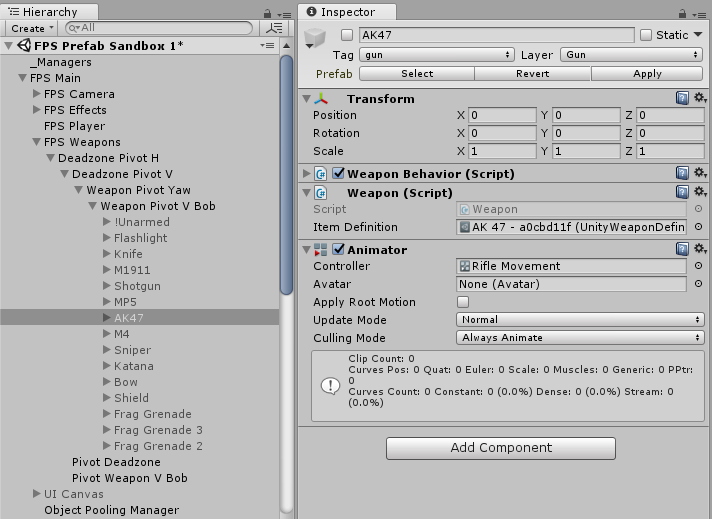 Hierarchy
Create
All
FPS Prefab Sandbox 1*
_Managers
FPS Main
FPS Camera
FPS Effects
FPS Player
FPS Weapons
Deadzone Pivot H
Deadzone Pivot V
Weapon Pivot Yaw
Weapon Pivot V Bob
!Unarmed
Flashlight
Knife
M1911
Shotgun
MP5
AK47
M4
Sniper
Katana
Bow
Shield
Frag Grenade
Frag Grenade 3
Frag Grenade 2
Pivot Deadzone
Pivot Weapon V Bob
UI Canvas
Object Pooling Manager
Inspector
AK47 Static
Tag gun Layer Gun
Prefab Select Revert Apply
Transform
Position X 0 Y 0 Z 0
Rotation X 0 Y 0 Z 0
Scale X 1 Y 1 Z 1
Weapon Behavior (Script)
Weapon (Script)
Script Weapon
Item Definition AK 47 - a0cbd11f (UnityWeaponDefin
Animator
Controller Rifle Movement
Avatar None (Avatar)
Apply Root Motion
Update Mode Normal
Culling Mode Always Animate
Clip Count: 0
Curves Pos: 0 Quat: 0 Euler: 0 Scale: 0 Muscles: 0 Generic: 0 PPtr:
0
Curves Count: 0 Constant: 0 (0.0%) Dense: 0 (0.0%) Stream: 0
(0.0%)
Add Component